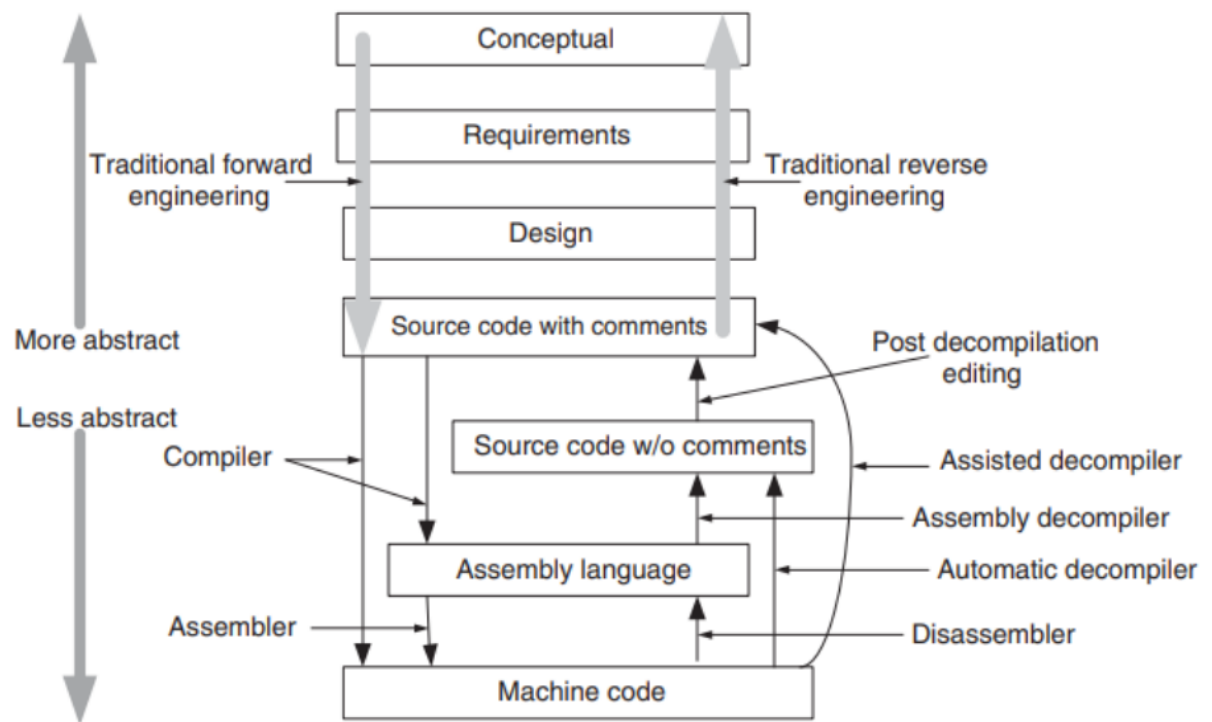 Conceptual
Requirements
Traditional forward
engineering
Traditional reverse
engineering
Design
Source code with comments
More abstract
Post decompilation
editing
Less abstract
Source code w/o comments
Compiler
Assisted decompiler
Assembly decompiler
Assembly language
Automatic decompiler
Assembler
Disassembler
Machine code